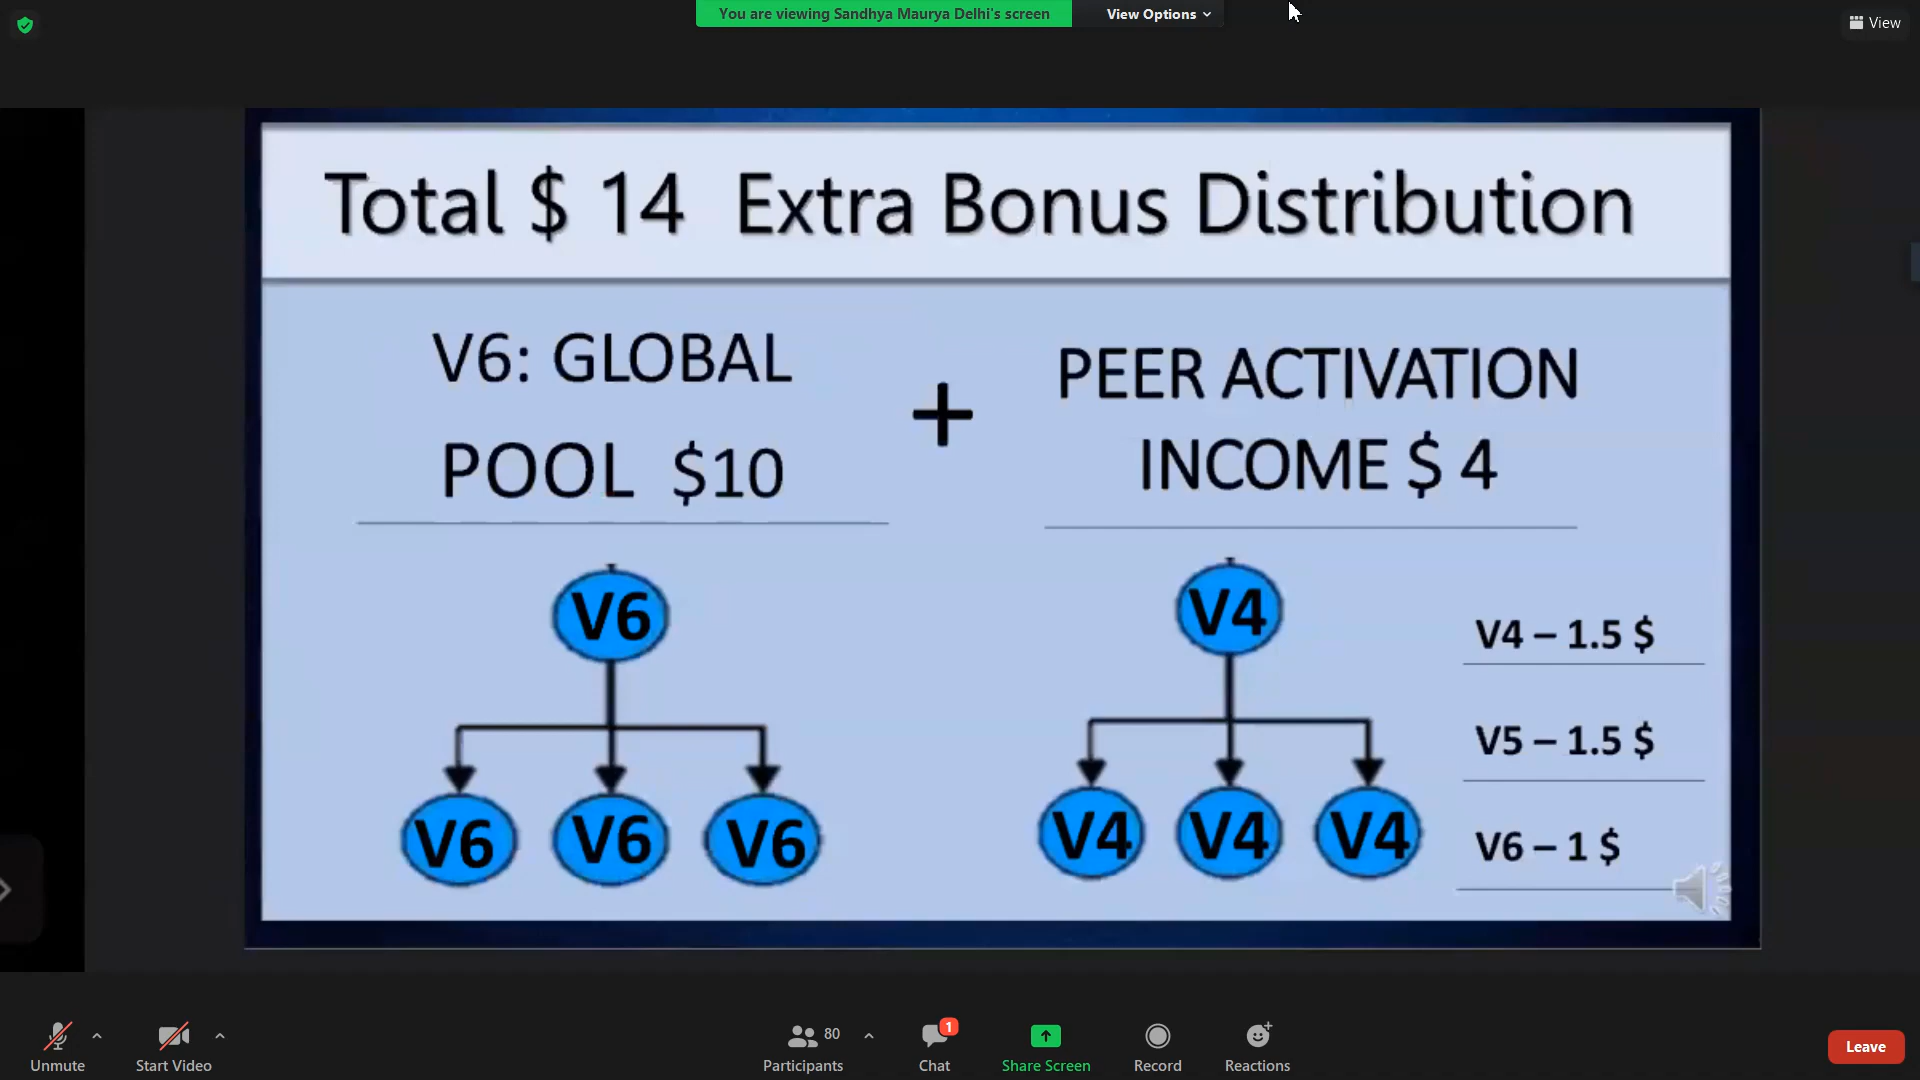 You are viewing Sandhya Maurya Delhi's screen
View Options
View
Total $ 14 Extra Bonus Distribution
V6: GLOBAL
POOL $10
+
PEER ACTIVATION
INCOME $ 4
V6
V6 V6 V6
V4
V4 V4 V4
V4 – 1.5 $
V5 – 1.5 $
V6 – 1 $
Unmute
Start Video
80
Participants
1
Chat
Share Screen
Record
Reactions
Leave